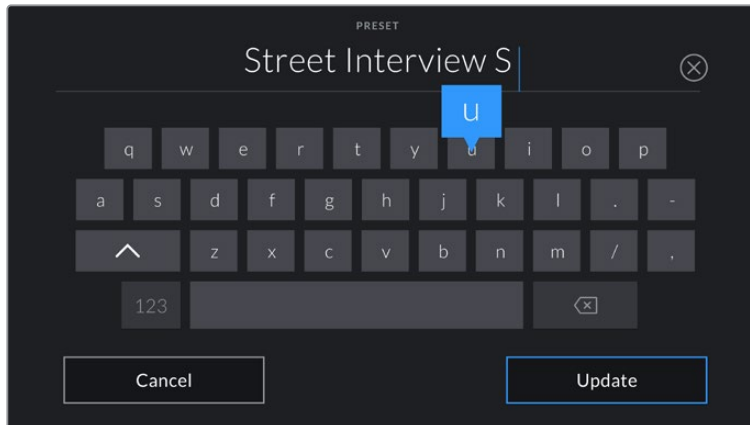 PRESET
Street Interview S
u
q w e r t y u i o p
a s d f g h j k l . -
z x c v b n m / ,
123
Cancel Update